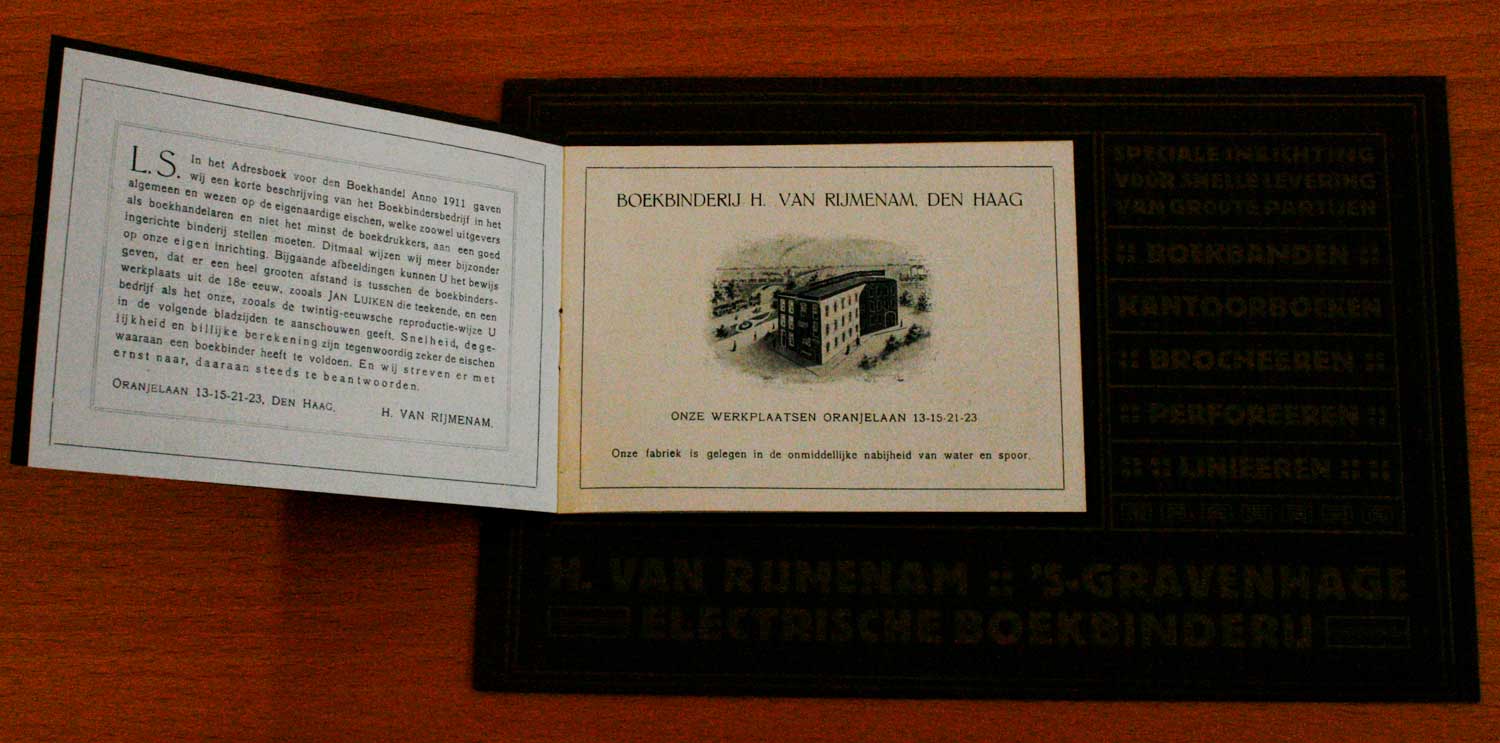 L.S. In het Adresboek voor den Boekhandel Anno 1911 gaven
wij een korte beschrijving van het Boekbindersbedrijf in het
algemeen en wezen op de eigenaardige eischen, welke zoowel uitgevers
als boekhandelaren en niet het minst de boekdrukkers, aan een goed
ingerichte binderij stellen moeten. Ditmaal wijzen wij meer bijzonder
op onze eigen inrichting. Bijgaande afbeeldingen kunnen U het bewijs
geven, dat er een heel grooten afstand is tusschen de boekbinders-
werkplaats uit de 18e eeuw, zooals JAN LUIKEN die teekende, en een
bedrijf als het onze, zooals de twintig-eeuwsche reproductie-wijze U
in de volgende bladzijden te aanschouwen geeft. Snelheid, dege-
lijkheid en billijke berekening zijn tegenwoordig zeker de eischen
waaraan een boekbinder heeft te voldoen. En wij streven er met
ernst naar, daaraan steeds te beantwoorden.
ORANJELAAN 13-15-21-23, DEN HAAG.
H. VAN RIJMENAM.
BOEKBINDERIJ H. VAN RIJMENAM, DEN HAAG
ONZE WERKPLAATSEN ORANJELAAN 13-15-21-23
Onze fabriek is gelegen in de onmiddellijke nabijheid van water en spoor.
SPECIALE INRICHTING
VOOR SNELLE LEVERING
VAN GROOTE PARTIJEN
:: BOEKBANDEN ::
KANTOORBOEKEN
:: BROCHEEREN ::
:: PERFOREEREN ::
:: :: LINIEEREN :: ::
H. VAN RIJMENAM :: 'S-GRAVENHAGE
ELECTRISCHE BOEKBINDERIJ